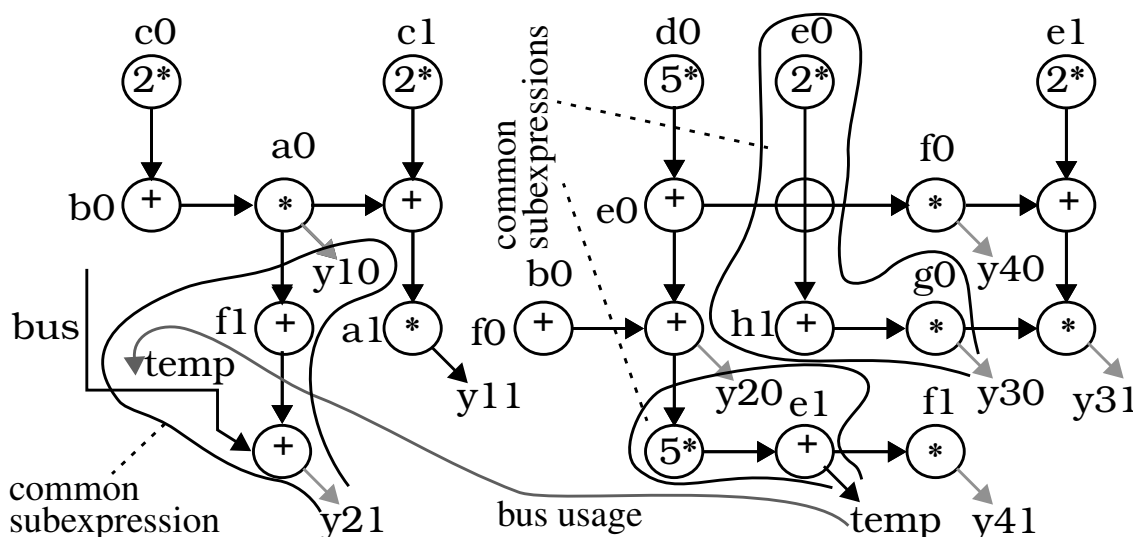 c0 c1 d0 e0 e1
2* 2* 5* 2* 2*
common
subexpressions
a0 f0
b0 + * + e0 + * +
y10 b0 y40
g0
bus f1 + a1 * f0 + + h1 + * *
temp y11 y20 y30 y31
e1 f1
+ 5* + *
common
subexpression y21 bus usage temp y41